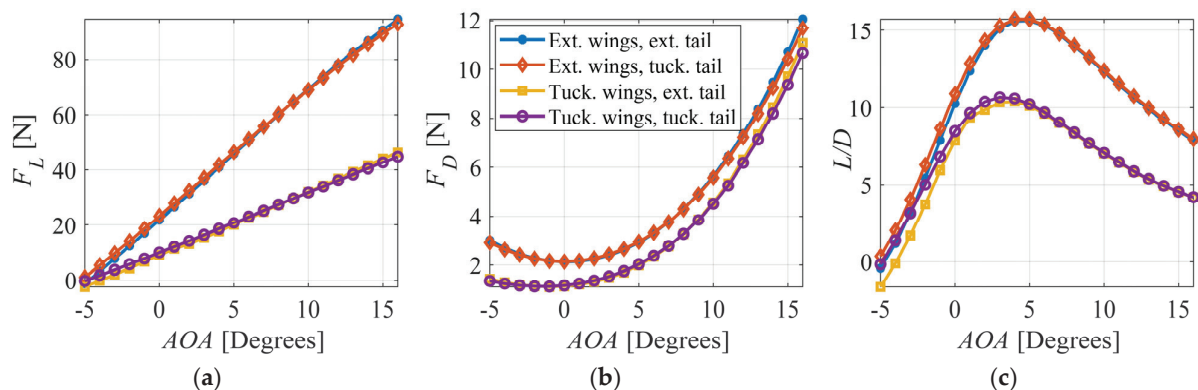 80
60
40
20
0
F_L [N]
-5 0 5 10 15
AOA [Degrees]
(a)
12
10
8
6
4
2
0
F_D [N]
Ext. wings, ext. tail
Ext. wings, tuck. tail
Tuck. wings, ext. tail
Tuck. wings, tuck. tail
-5 0 5 10 15
AOA [Degrees]
(b)
15
10
5
0
L/D
-5 0 5 10 15
AOA [Degrees]
(c)